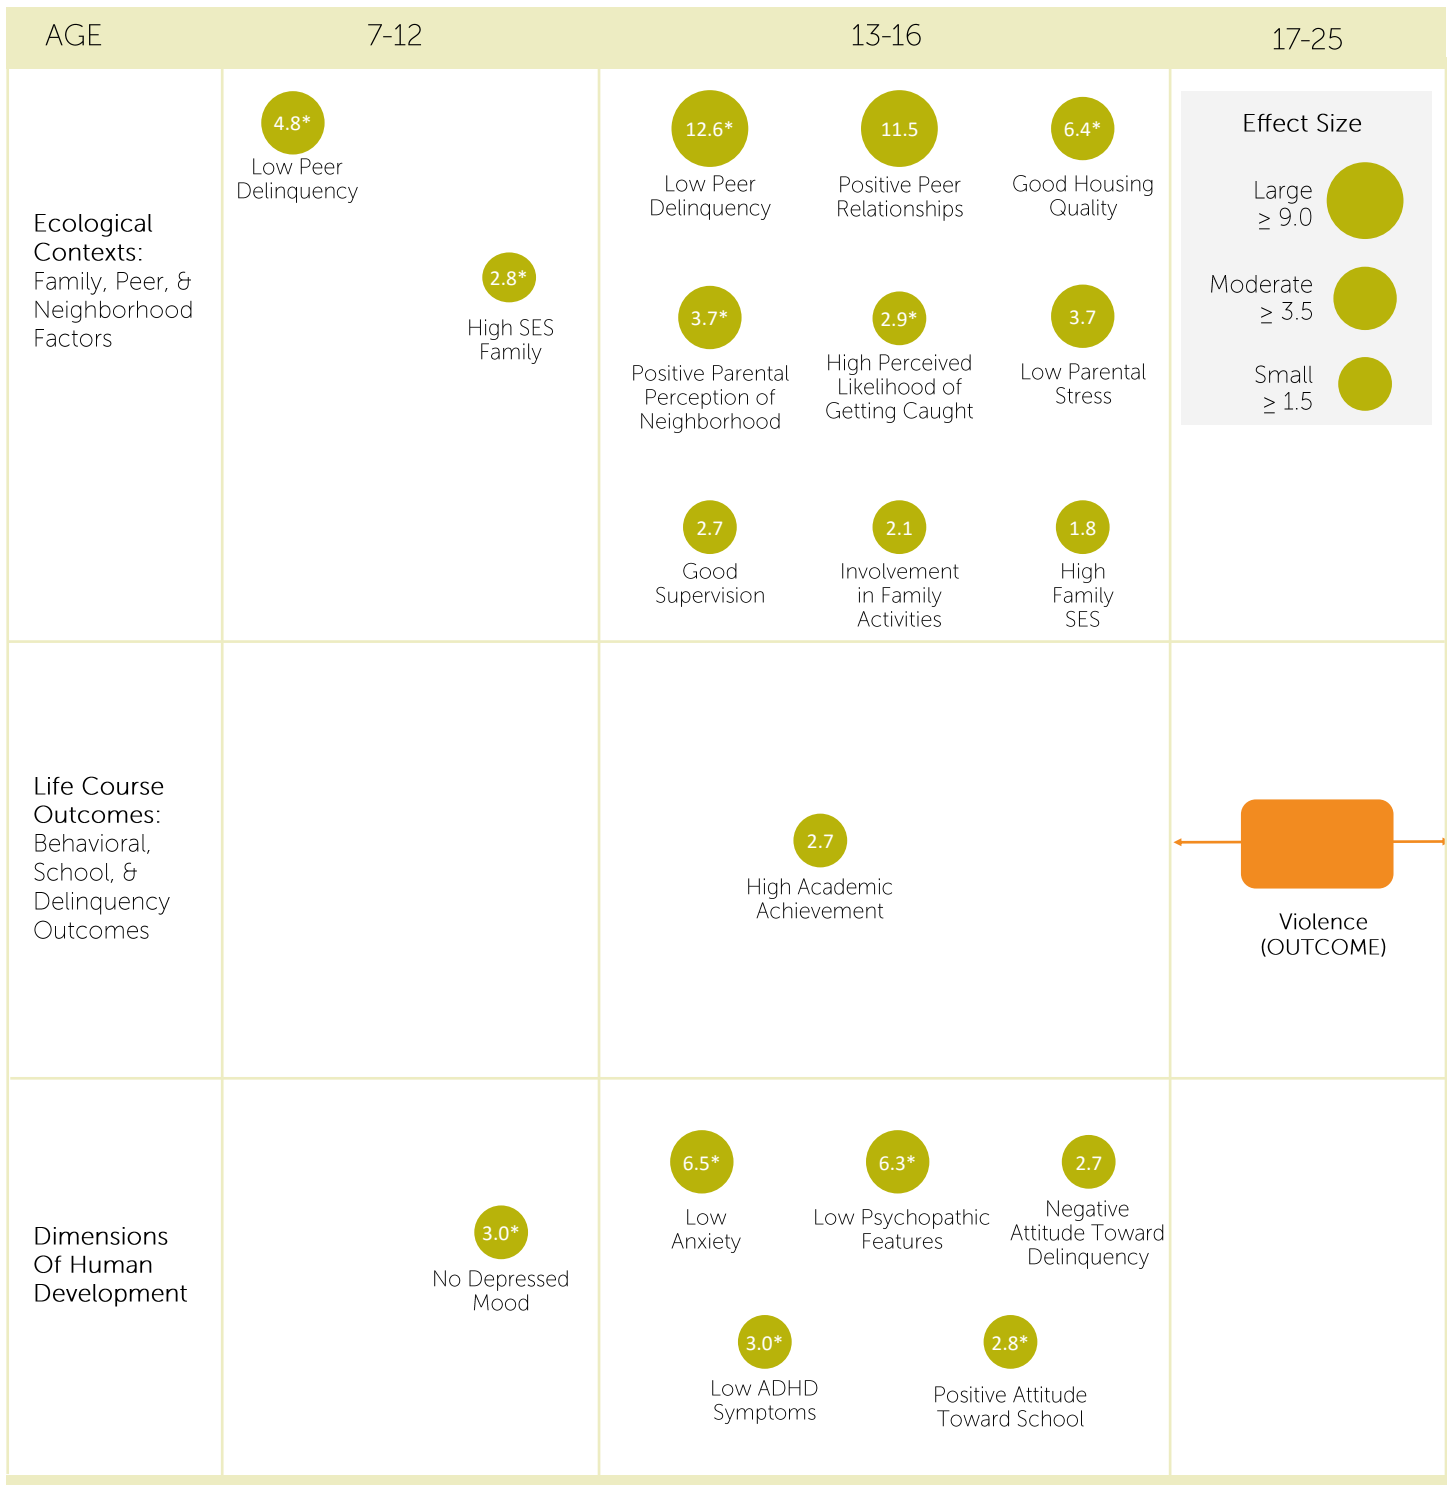 AGE
7-12
13-16
17-25
Ecological
Contexts:
Family, Peer, &
Neighborhood
Factors
4.8*
Low Peer
Delinquency
2.8*
High SES
Family
12.6*
Low Peer
Delinquency
11.5
Positive Peer
Relationships
6.4*
Good Housing
Quality
3.7*
Positive Parental
Perception of
Neighborhood
2.9*
High Perceived
Likelihood of
Getting Caught
3.7
Low Parental
Stress
2.7
Good
Supervision
2.1
Involvement
in Family
Activities
1.8
High
Family
SES
Effect Size
Large
≥ 9.0
Moderate
≥ 3.5
Small
≥ 1.5
Life Course
Outcomes:
Behavioral,
School, &
Delinquency
Outcomes
2.7
High Academic
Achievement
Violence
(OUTCOME)
Dimensions
Of Human
Development
3.0*
No Depressed
Mood
6.5*
Low
Anxiety
6.3*
Low Psychopathic
Features
2.7
Negative
Attitude Toward
Delinquency
3.0*
Low ADHD
Symptoms
2.8*
Positive Attitude
Toward School